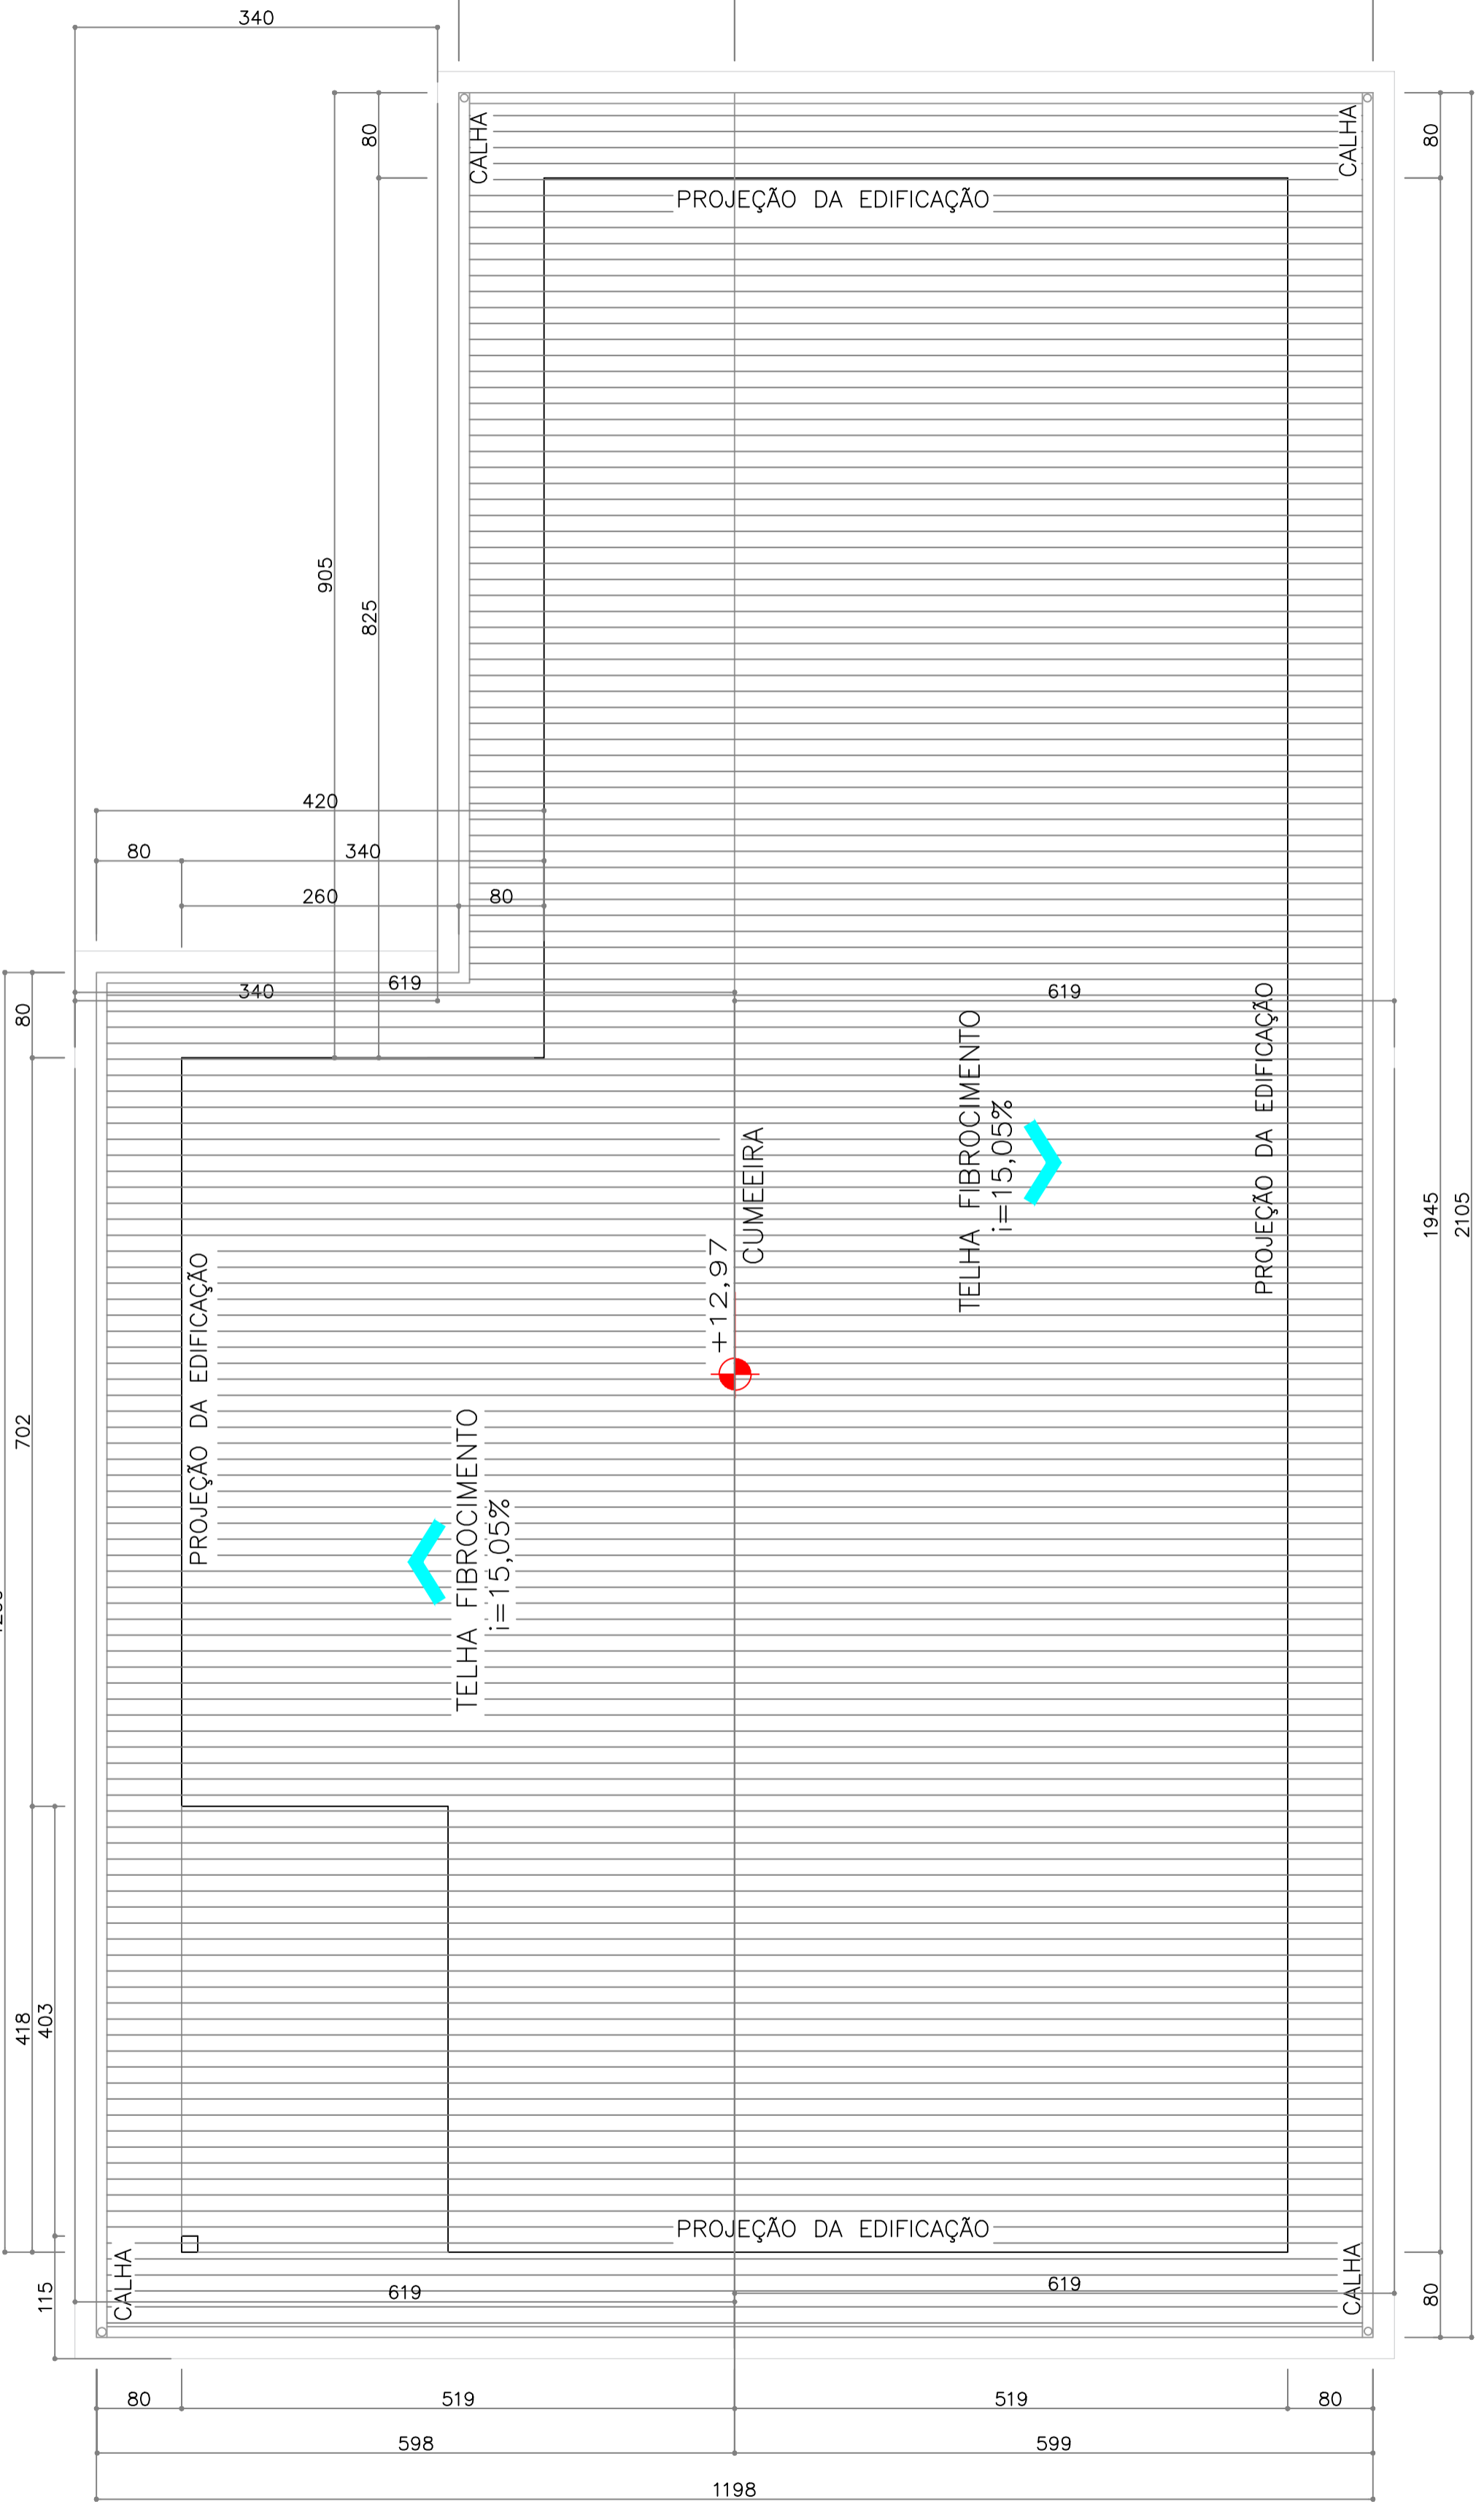 340
80
CALHA
CALHA
80
PROJEÇÃO DA EDIFICAÇÃO
905
825
420
80
340
260
80
80
619
340
619
PROJEÇÃO DA EDIFICAÇÃO
TELHA FIBROCIMENTO
i=15,05%
CUMEEIRA
+12,97
1945
2105
PROJEÇÃO DA EDIFICAÇÃO
702
TELHA FIBROCIMENTO
i=15,05%
418
403
PROJEÇÃO DA EDIFICAÇÃO
CALHA
CALHA
115
619
619
80
80
519
519
80
598
599
1198